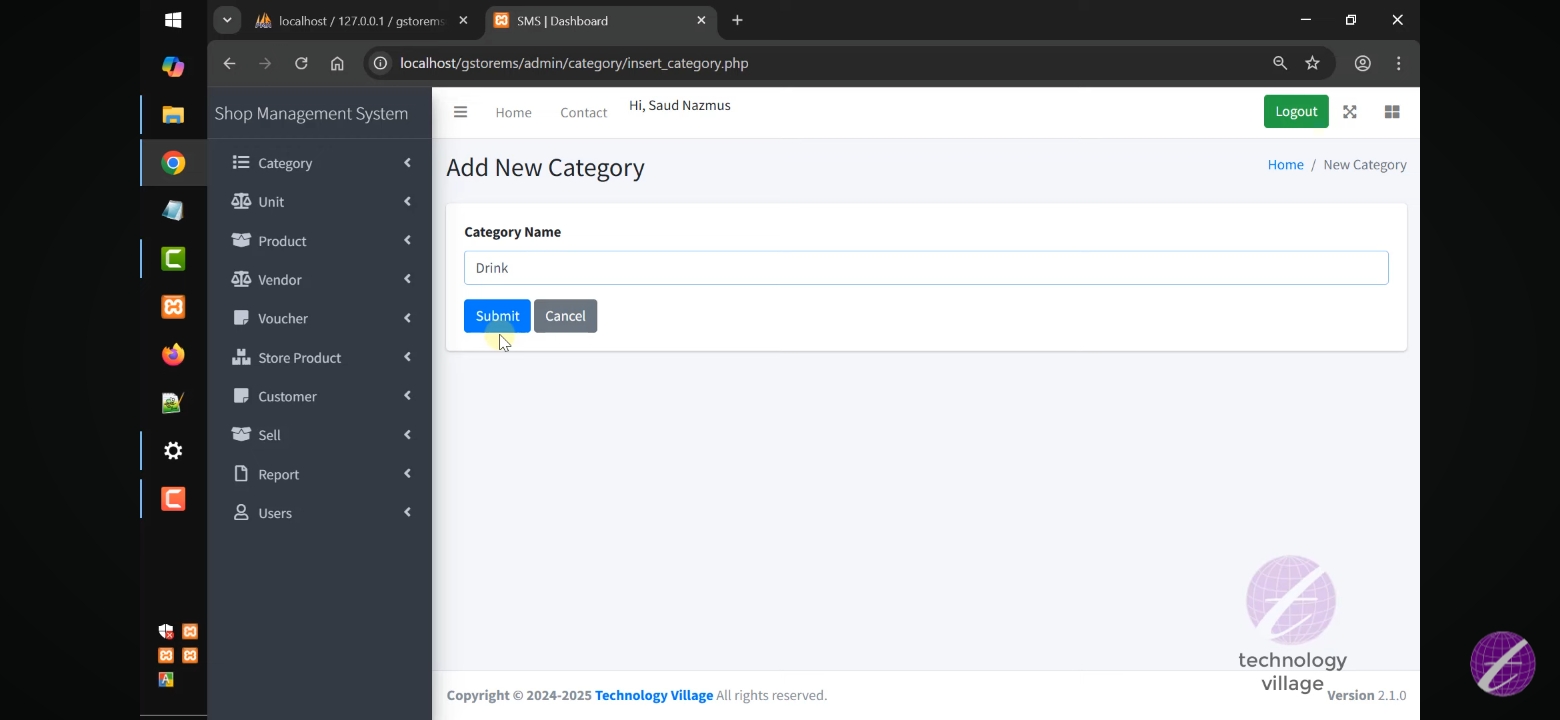 localhost / 127.0.0.1 / gstorems
SMS | Dashboard
localhost/gstorems/admin/category/insert_category.php
Shop Management System
Home
Contact
Hi, Saud Nazmus
Logout
Category
Unit
Product
Vendor
Voucher
Store Product
Customer
Sell
Report
Users
Add New Category
Home / New Category
Category Name
Drink
Submit
Cancel
technology
village
Copyright © 2024-2025 Technology Village All rights reserved.
Version 2.1.0